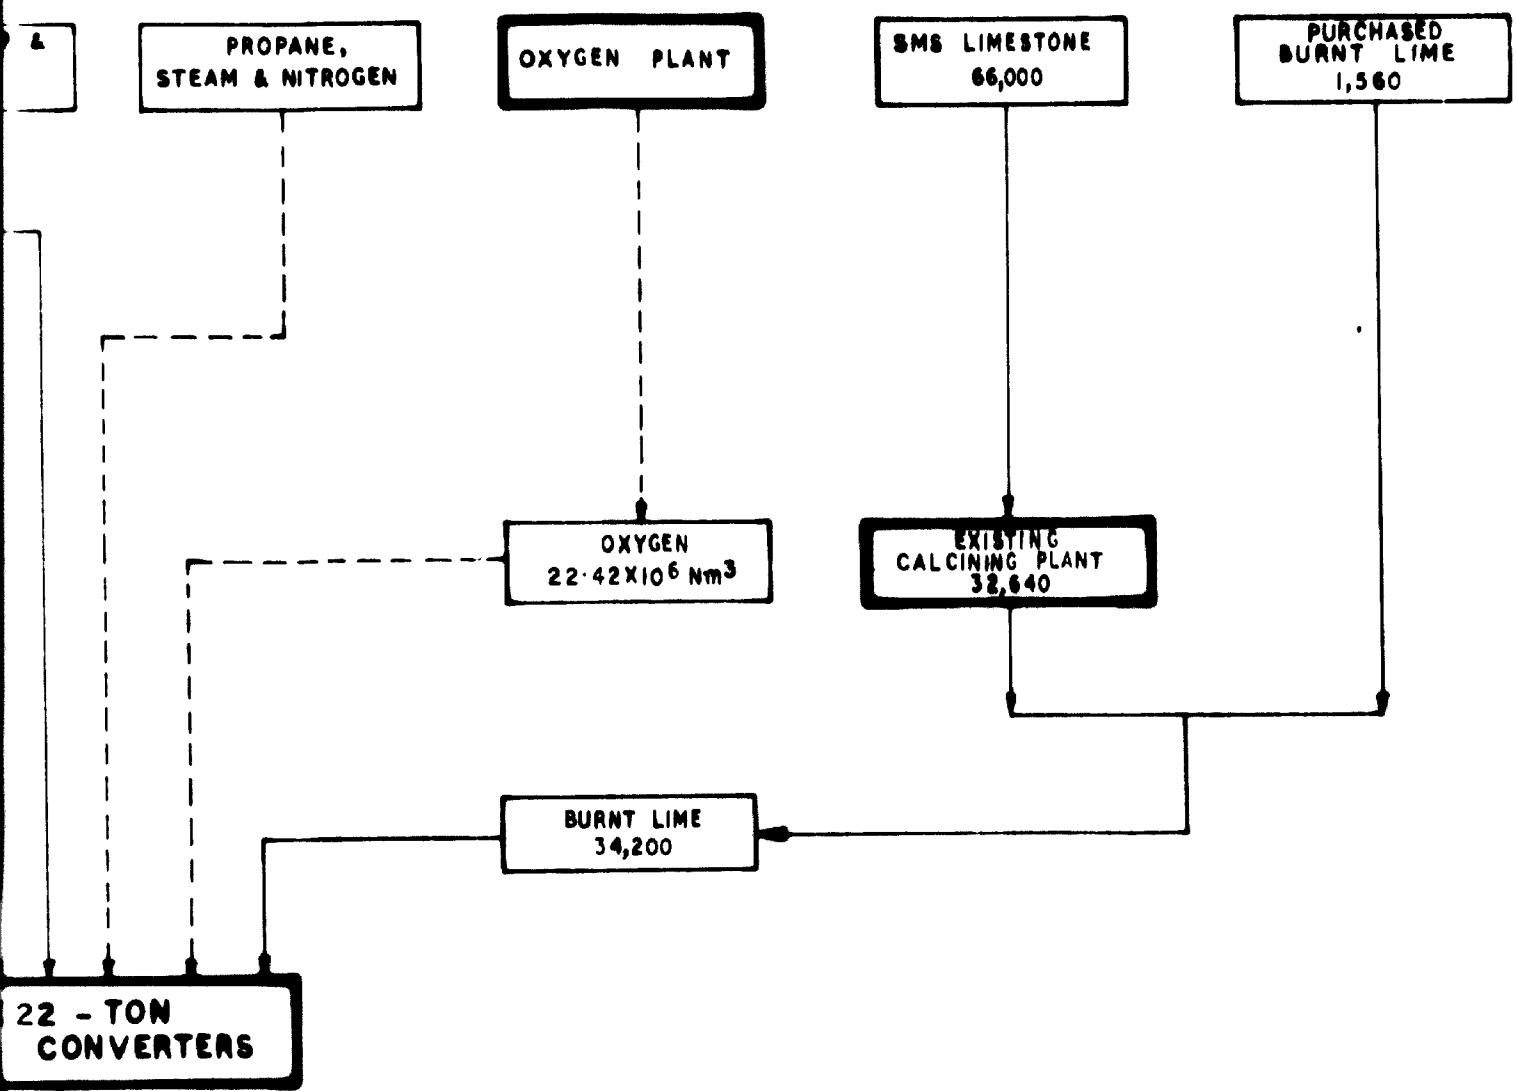 &
PROPANE,
STEAM & NITROGEN
OXYGEN PLANT
SMS LIMESTONE
66,000
PURCHASED
BURNT LIME
1,560
OXYGEN
22·42X10⁶ Nm³
EXISTING
CALCINING PLANT
32,640
BURNT LIME
34,200
22 - TON
CONVERTERS